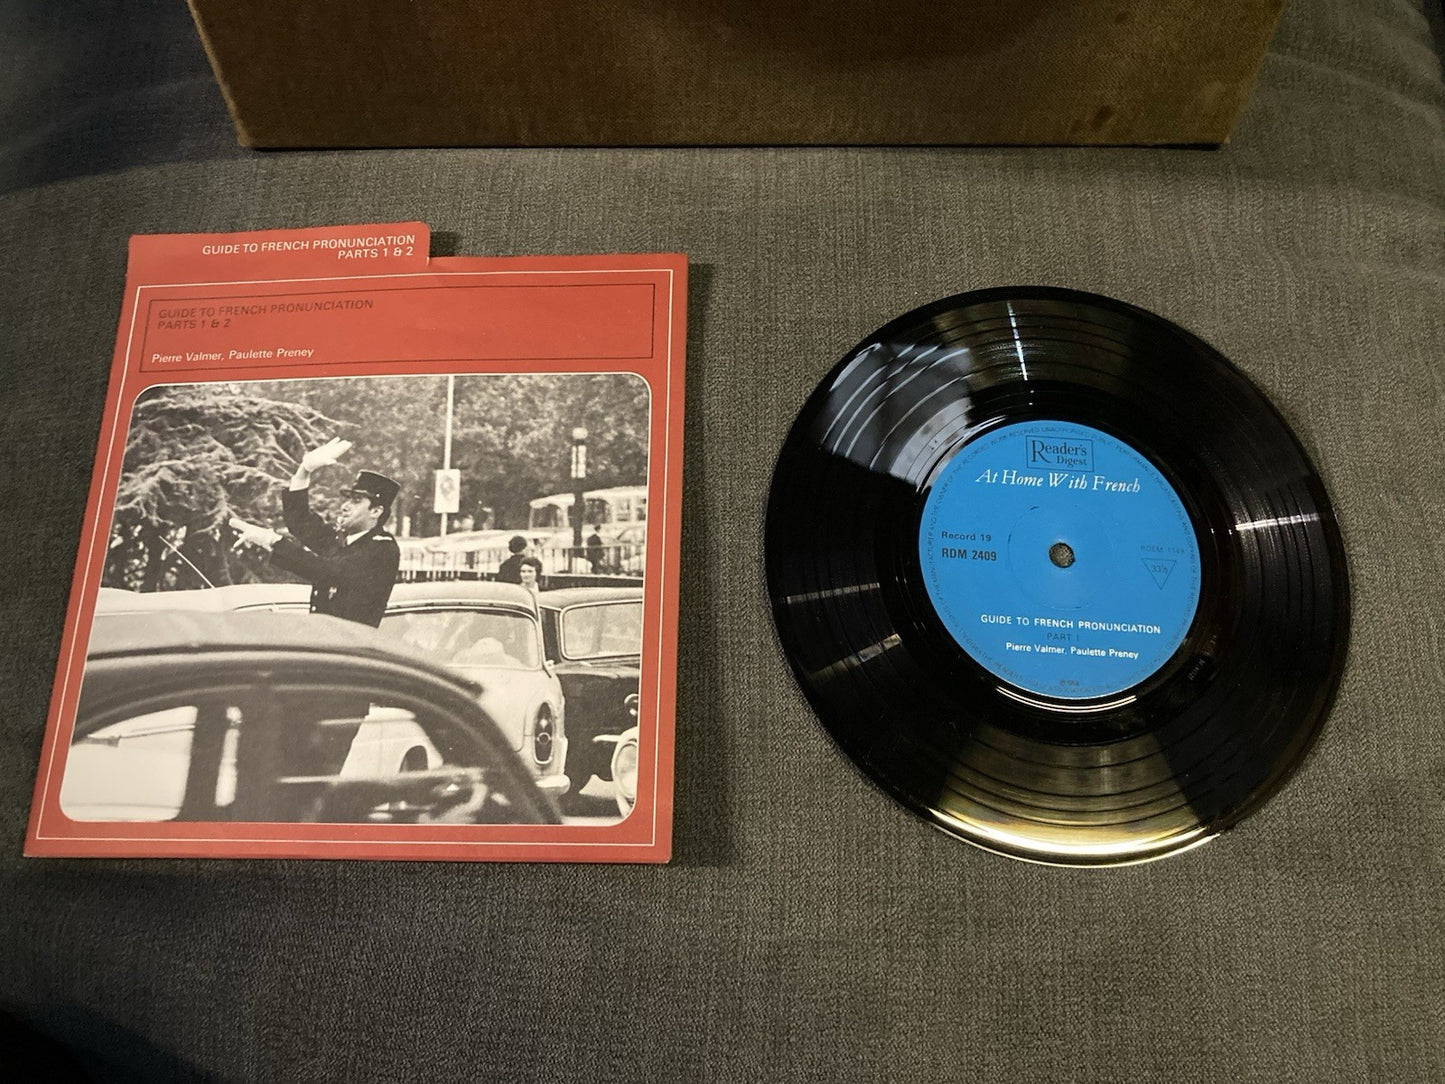 GUIDE TO FRENCH PRONUNCIATION
PARTS 1 & 2
GUIDE TO FRENCH PRONUNCIATION
PARTS 1 & 2
Pierre Valmer, Paulette Preney
Reader's
Digest
At Home With French
Record 19
RDM 2409
33⅓
GUIDE TO FRENCH PRONUNCIATION
PART 1
Pierre Valmer, Paulette Preney